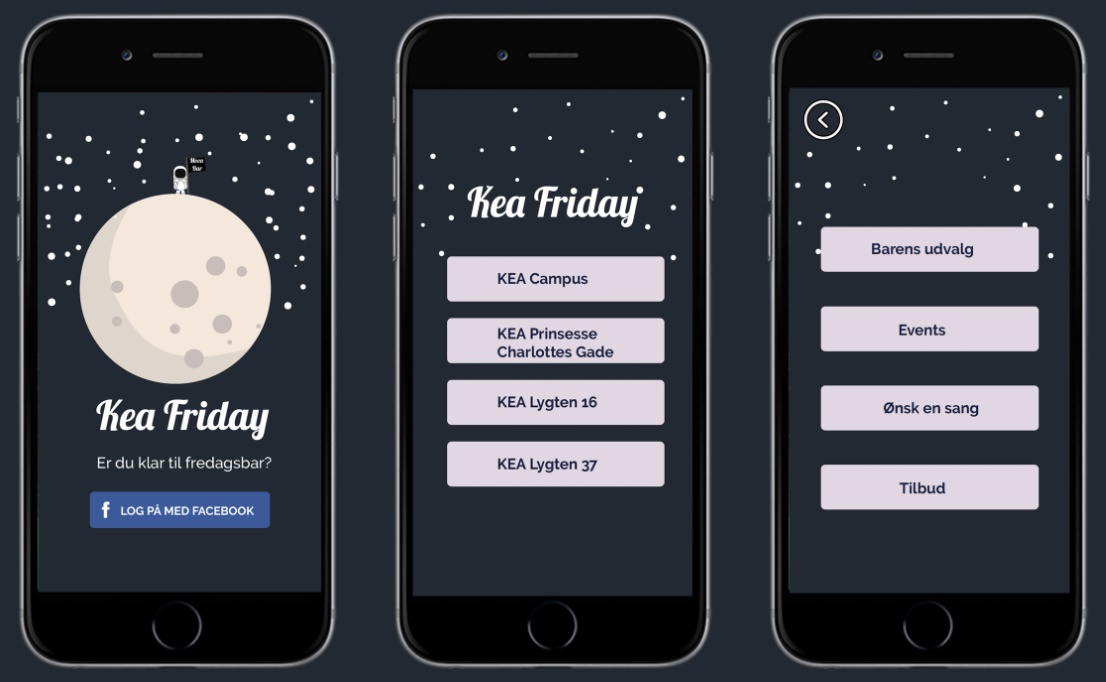 Moon
Bar
Kea Friday
Er du klar til fredagsbar?
f LOG PÅ MED FACEBOOK
Kea Friday
KEA Campus
KEA Prinsesse
Charlottes Gade
KEA Lygten 16
KEA Lygten 37
Barens udvalg
Events
Ønsk en sang
Tilbud